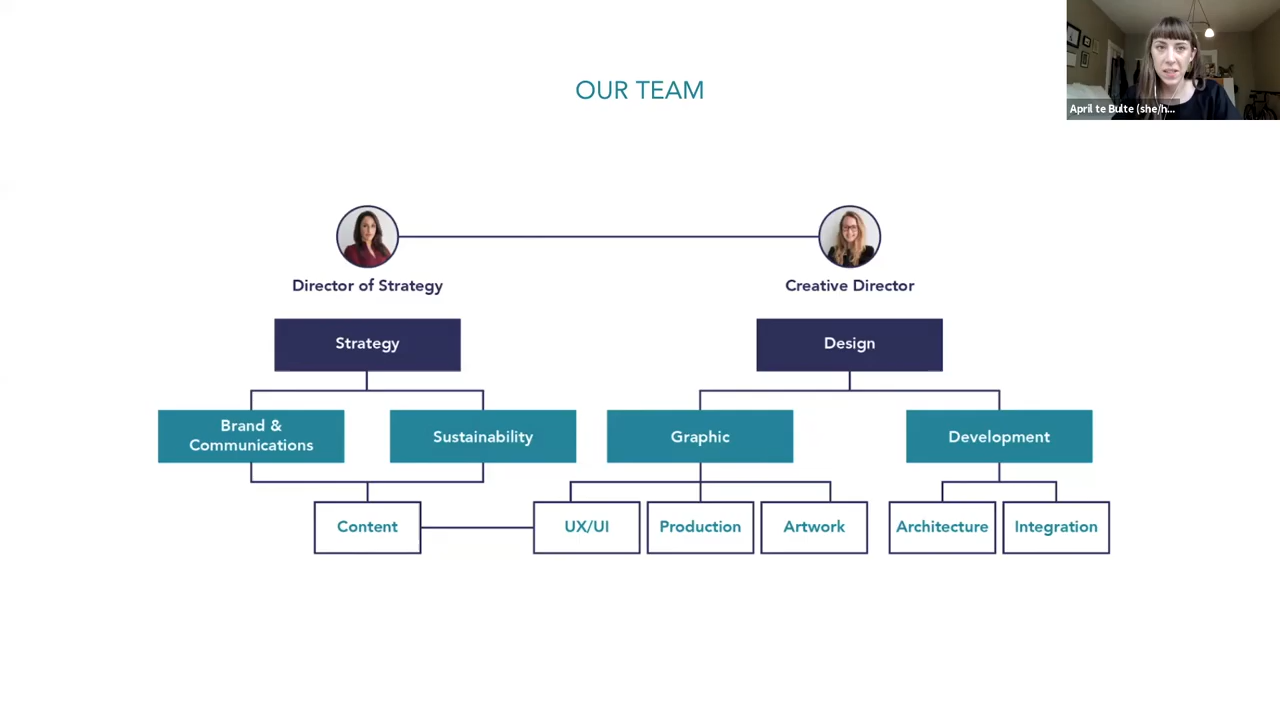 OUR TEAM
April te Bulte (she/h...
Director of Strategy
Creative Director
Strategy
Design
Brand &
Communications
Sustainability
Graphic
Development
Content
UX/UI
Production
Artwork
Architecture
Integration